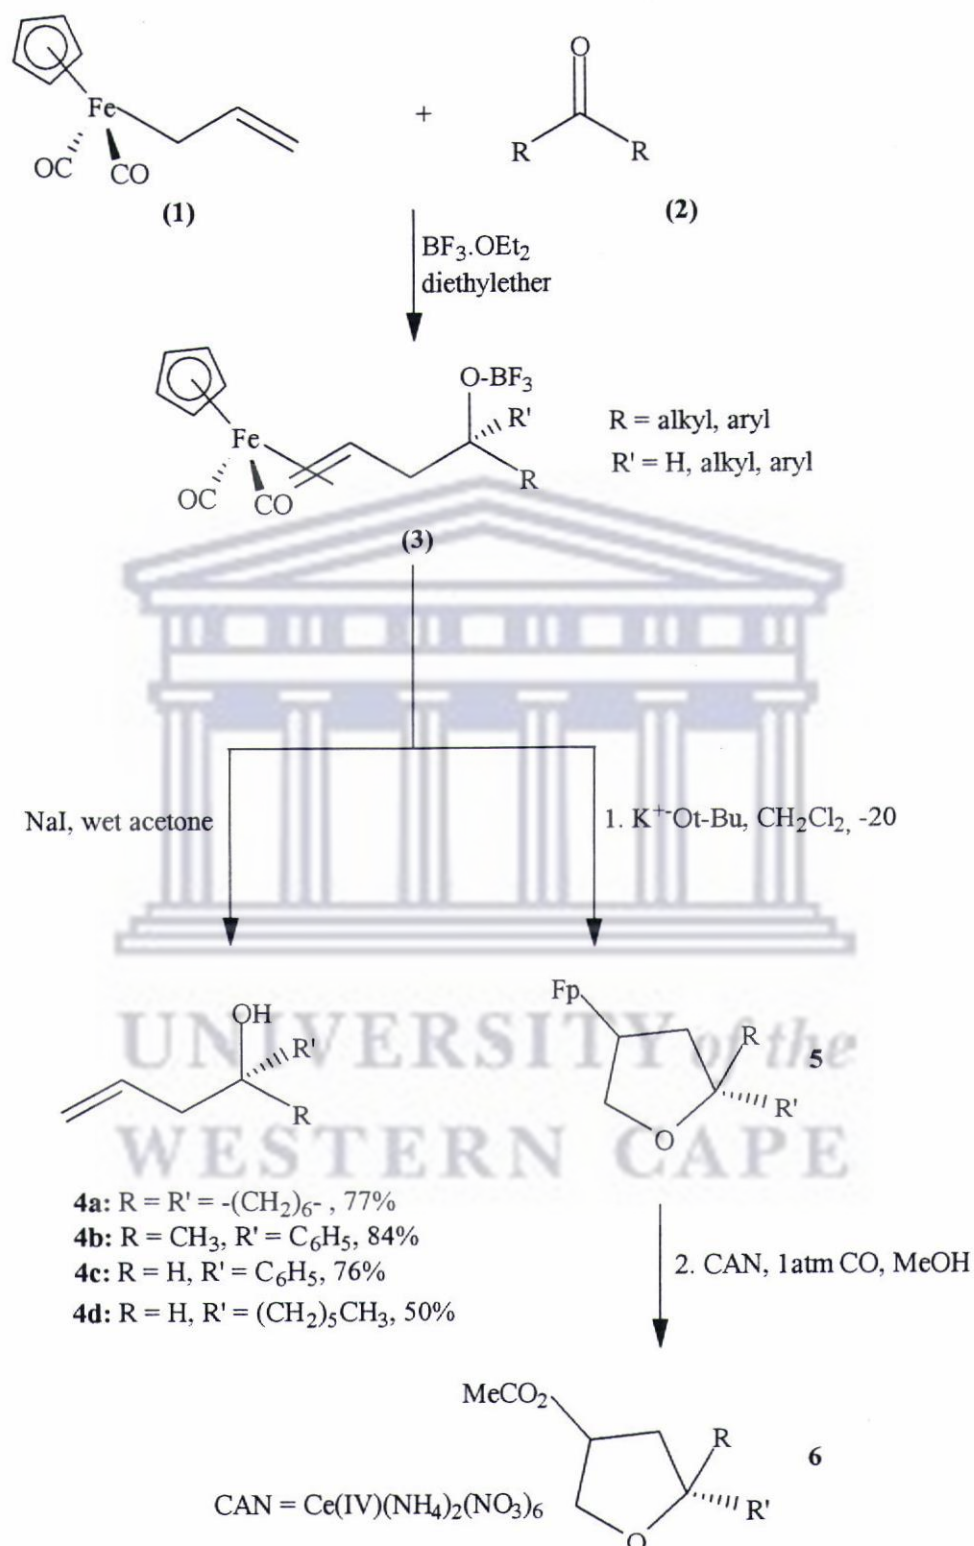 Fe
OC
CO
(1)
+
O
R
R
(2)
BF3.OEt2
diethylether
Fe
OC
CO
O-BF3
R'
R
(3)
R = alkyl, aryl
R' = H, alkyl, aryl
NaI, wet acetone
1. K+-Ot-Bu, CH2Cl2, -20
OH
R'
R
Fp
R
R'
O
5
UNIVERSITY of the
WESTERN CAPE
4a: R = R' = -(CH2)6- , 77%
4b: R = CH3, R' = C6H5, 84%
4c: R = H, R' = C6H5, 76%
4d: R = H, R' = (CH2)5CH3, 50%
2. CAN, 1atm CO, MeOH
MeCO2
R
R'
O
6
CAN = Ce(IV)(NH4)2(NO3)6